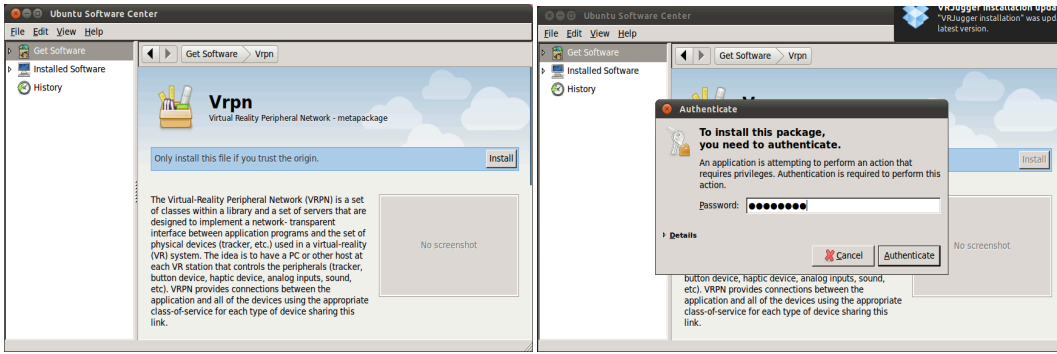 Ubuntu Software Center
File Edit View Help
Get Software
Installed Software
History
Get Software
Vrpn
Vrpn
Virtual Reality Peripheral Network - metapackage
Only install this file if you trust the origin.
Install
The Virtual-Reality Peripheral Network (VRPN) is a set
of classes within a library and a set of servers that are
designed to implement a network- transparent
interface between application programs and the set of
physical devices (tracker, etc.) used in a virtual-reality
(VR) system. The idea is to have a PC or other host at
each VR station that controls the peripherals (tracker,
button device, haptic device, analog inputs, sound,
etc). VRPN provides connections between the
application and all of the devices using the appropriate
class-of-service for each type of device sharing this
link.
No screenshot
Ubuntu Software Center
VRJugger installation upda
"VRJugger installation" was upd
latest version.
File Edit View Help
Get Software
Installed Software
History
Get Software
Vrpn
Authenticate
To install this package,
you need to authenticate.
An application is attempting to perform an action that
requires privileges. Authentication is required to perform this
action.
Password:
Details
Cancel
Authenticate
Install
No screenshot
button device, haptic device, analog inputs, sound,
etc). VRPN provides connections between the
application and all of the devices using the appropriate
class-of-service for each type of device sharing this
link.